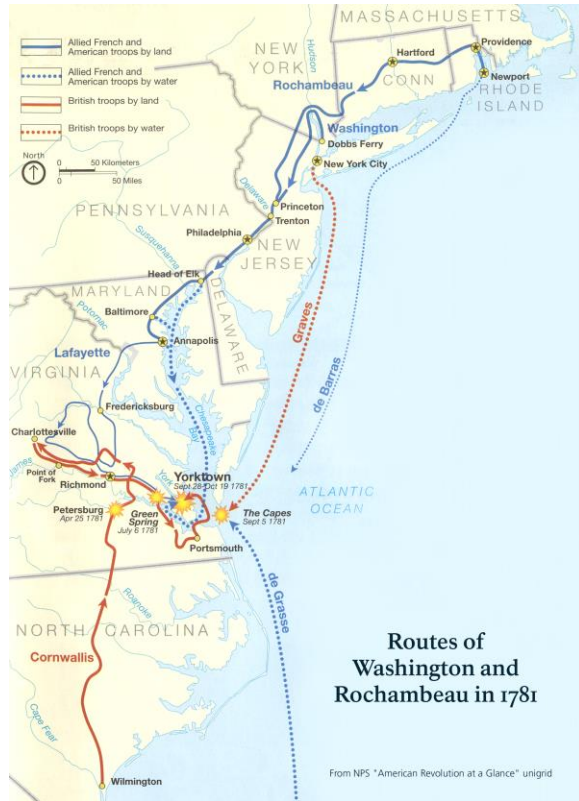 MASSACHUSETTS
Allied French and
American troops by land
Allied French and
American troops by water
British troops by land
British troops by water
North
0 50 Kilometers
0 50 Miles
NEW
YORK
Hudson
Hartford
CONN
Providence
Newport
RHODE
ISLAND
Rochambeau
Washington
Dobbs Ferry
New York City
Delaware
Princeton
Trenton
PENNSYLVANIA
Susquehanna
Philadelphia
NEW
JERSEY
Head of Elk
MARYLAND
DELAWARE
Baltimore
Potomac
Annapolis
Graves
de Barras
Lafayette
VIRGINIA
Fredericksburg
Chesapeake
Bay
Charlottesville
Point of
Fork
James
Richmond
York
Yorktown
Sept 28-Oct 19 1781
ATLANTIC
OCEAN
Petersburg
Apr 25 1781
Green
Spring
July 6 1781
The Capes
Sept 5 1781
Portsmouth
de Grasse
Roanoke
NORTH CAROLINA
Cornwallis
Cape Fear
Wilmington
Routes of
Washington and
Rochambeau in 1781
From NPS "American Revolution at a Glance" unigrid